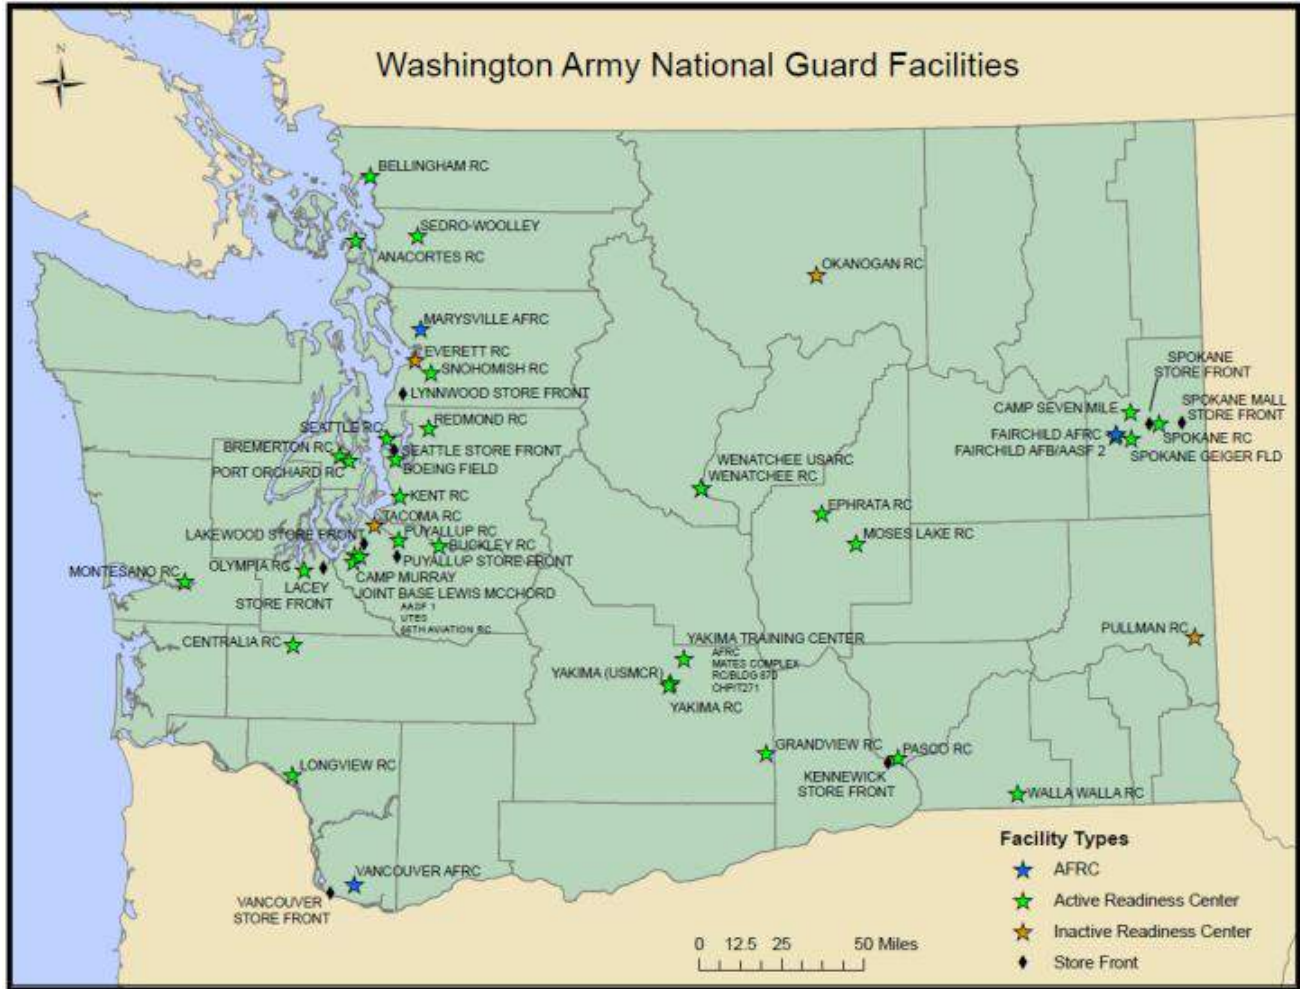 N
Washington Army National Guard Facilities
BELLINGHAM RC
SEDRO-WOOLLEY
ANACORTES RC
OKANOGAN RC
MARYSVILLE AFRC
EVERETT RC
SNOHOMISH RC
LYNNWOOD STORE FRONT
SPOKANE
STORE FRONT
SPOKANE MALL
STORE FRONT
CAMP SEVEN MILE
SEATTLE RC
REDMOND RC
FAIRCHILD AFRC
SPOKANE RC
BREMERTON RC
SEATTLE STORE FRONT
FAIRCHILD AFB/AASF 2
SPOKANE GEIGER FLD
PORT ORCHARD RC
BOEING FIELD
WENATCHEE USARC
WENATCHEE RC
KENT RC
EPHRATA RC
TACOMA RC
LAKEWOOD STORE FRONT
PUYALLUP RC
BUCKLEY RC
MOSES LAKE RC
PUYALLUP STORE FRONT
OLYMPIA RC
MONTESANO RC
CAMP MURRAY
LACEY
STORE FRONT
JOINT BASE LEWIS MCCHORD
AASF 1
UTES
66TH AVIATION RC
CENTRALIA RC
PULLMAN RC
YAKIMA TRAINING CENTER
AFRC
MATES COMPLEX
RC/BLDG 870
CHP/T271
YAKIMA (USMCR)
YAKIMA RC
GRANDVIEW RC
PASCO RC
KENNEWICK
STORE FRONT
LONGVIEW RC
WALLA WALLA RC
VANCOUVER AFRC
VANCOUVER
STORE FRONT
Facility Types
AFRC
Active Readiness Center
Inactive Readiness Center
Store Front
0 12.5 25 50 Miles